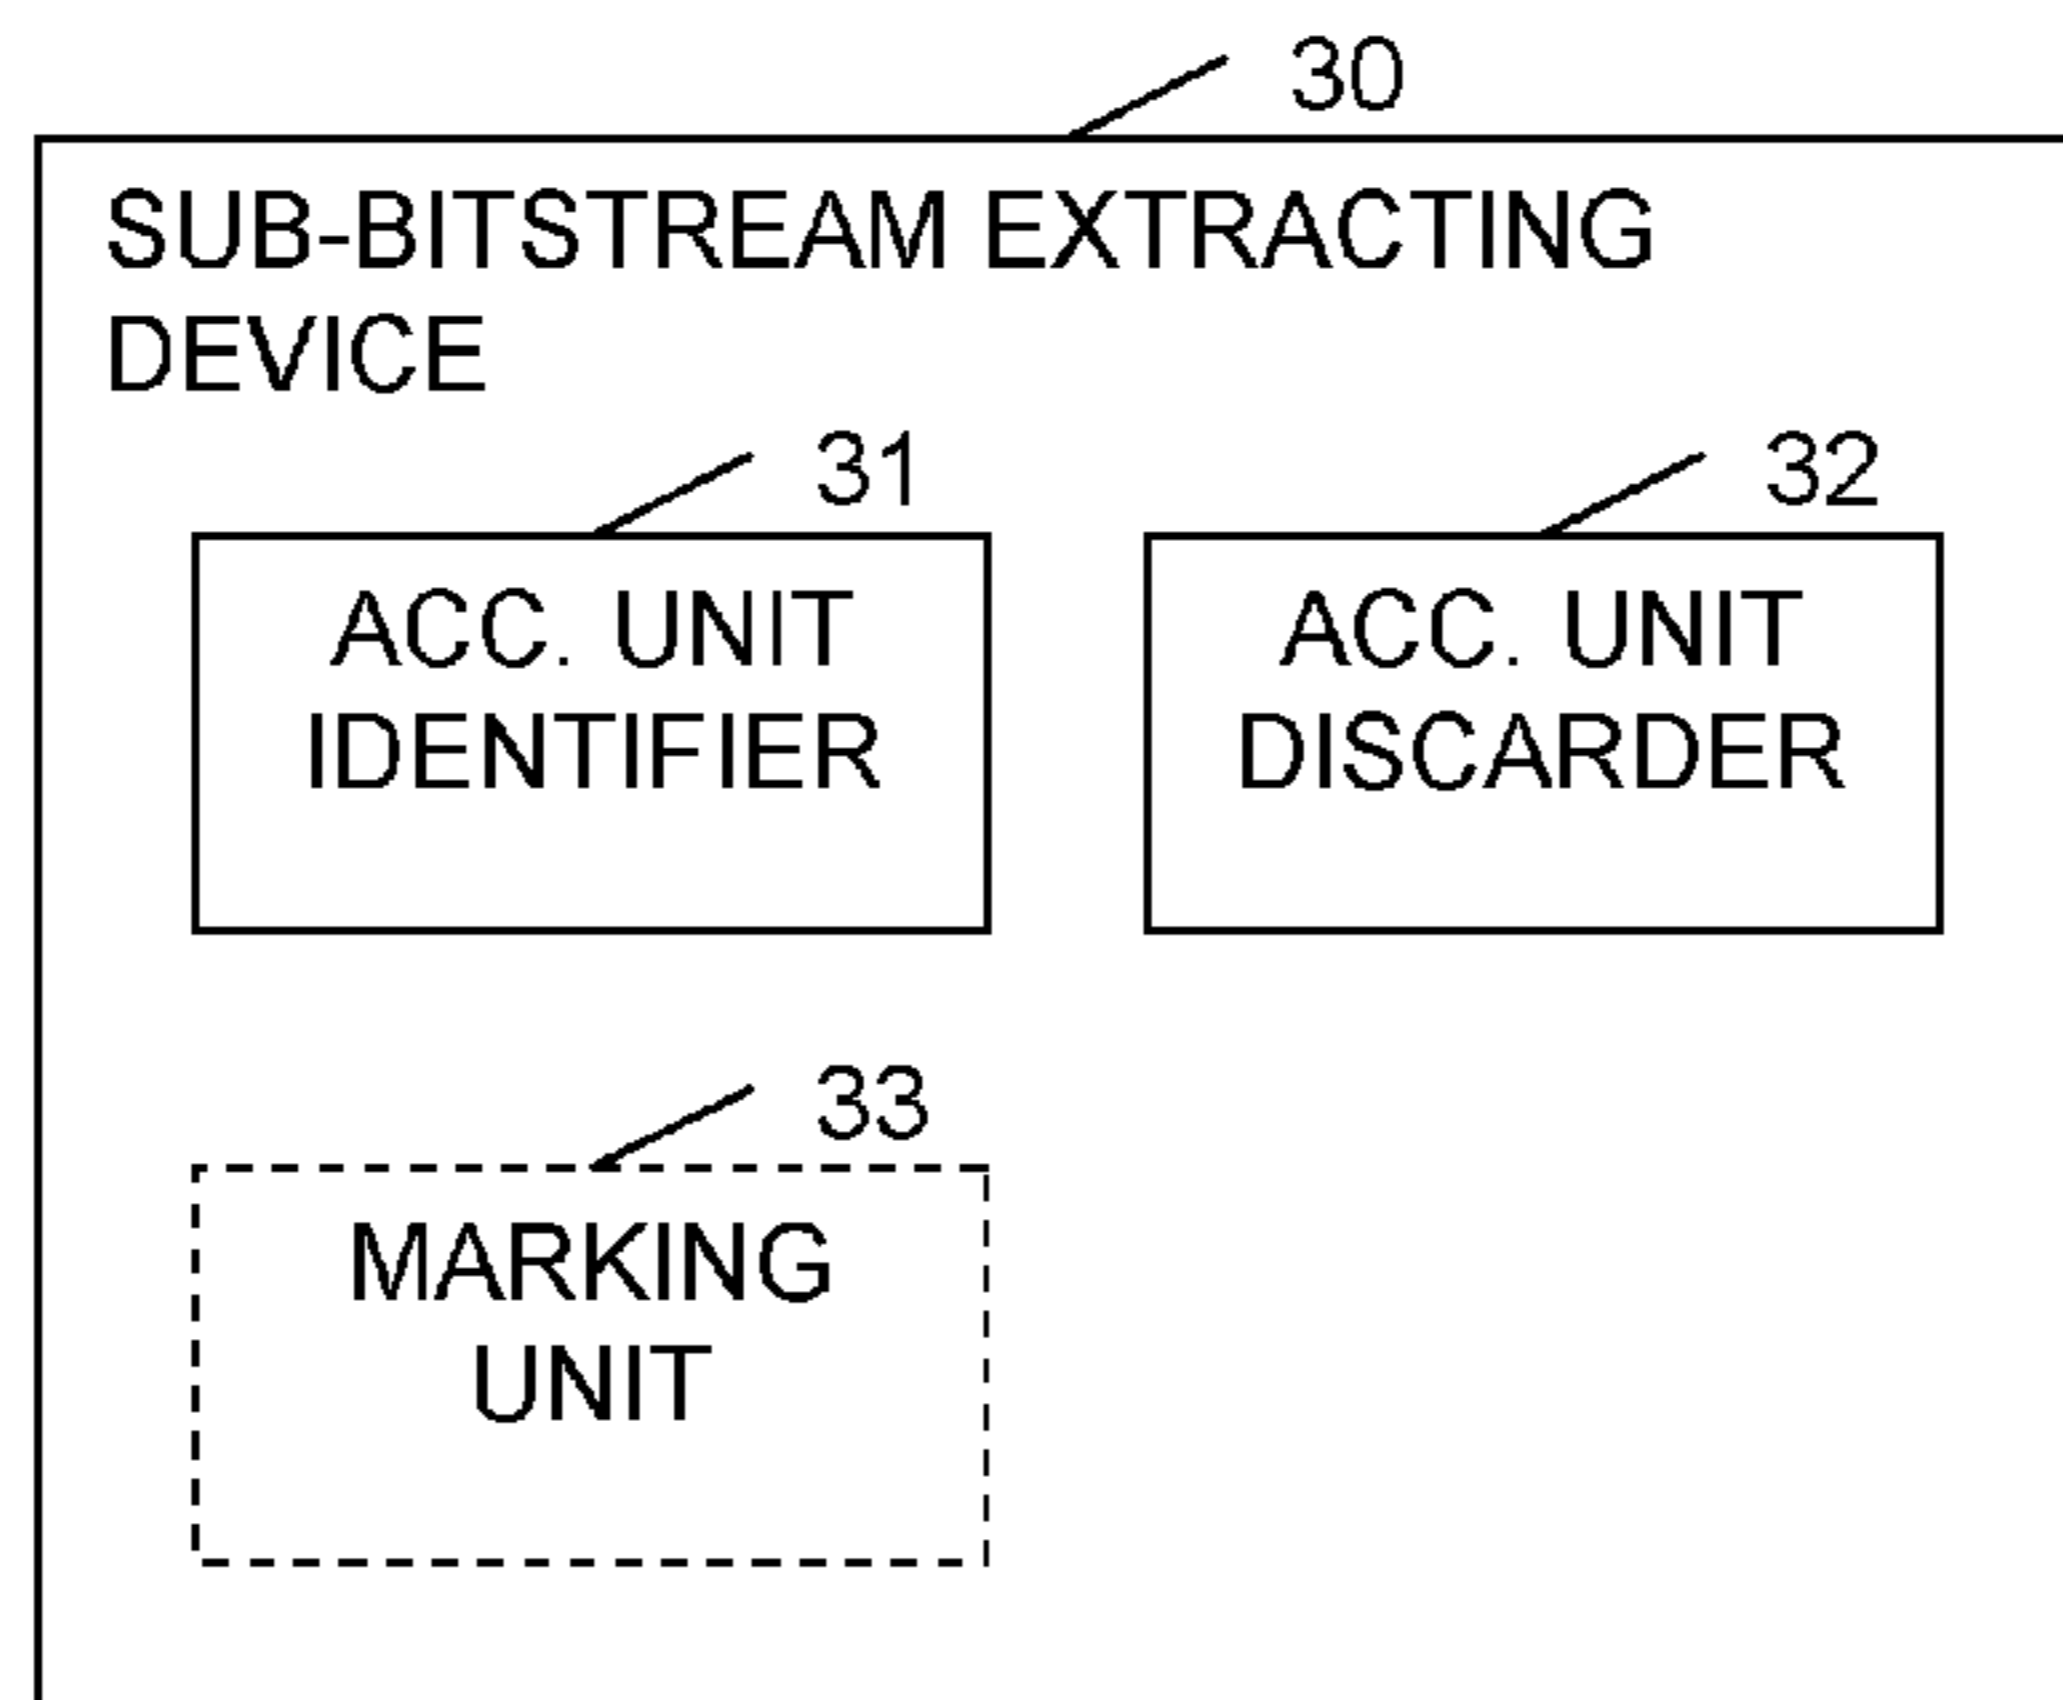 30
SUB-BITSTREAM EXTRACTING
DEVICE
31
32
ACC. UNIT
IDENTIFIER
ACC. UNIT
DISCARDER
33
MARKING
UNIT